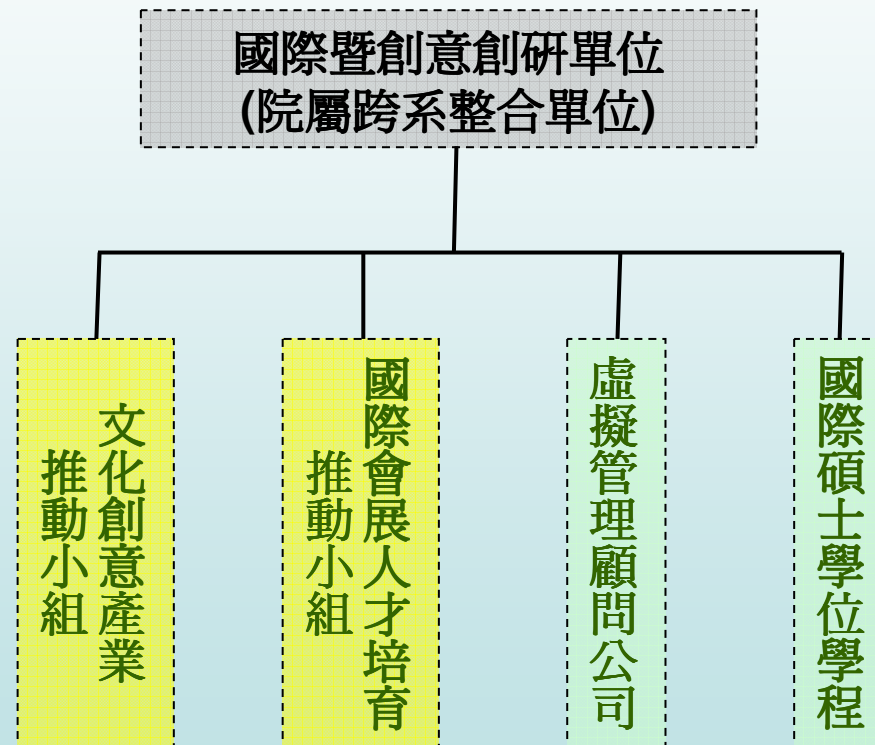 國際暨創意創研單位
(院屬跨系整合單位)
文化創意產業
推動小組
國際會展人才培育
推動小組
虛擬管理顧問公司
國際碩士學位學程